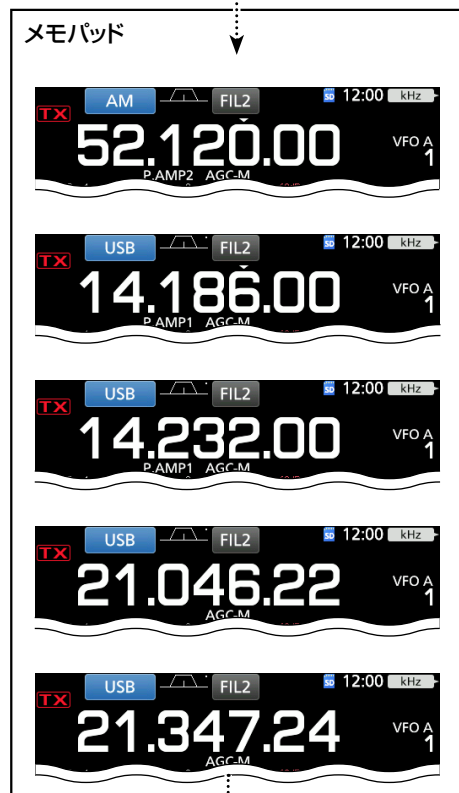 メモパッド
AM FIL2 12:00 kHz
TX
52.120.00 VFO A
1
P.AMP2 AGC-M
USB FIL2 12:00 kHz
TX
14.186.00 VFO A
1
P.AMP1 AGC-M
USB FIL2 12:00 kHz
TX
14.232.00 VFO A
1
P.AMP1 AGC-M
USB FIL2 12:00 kHz
TX
21.046.22 VFO A
1
AGC-M
USB FIL2 12:00 kHz
TX
21.347.24 VFO A
1
AGC-M